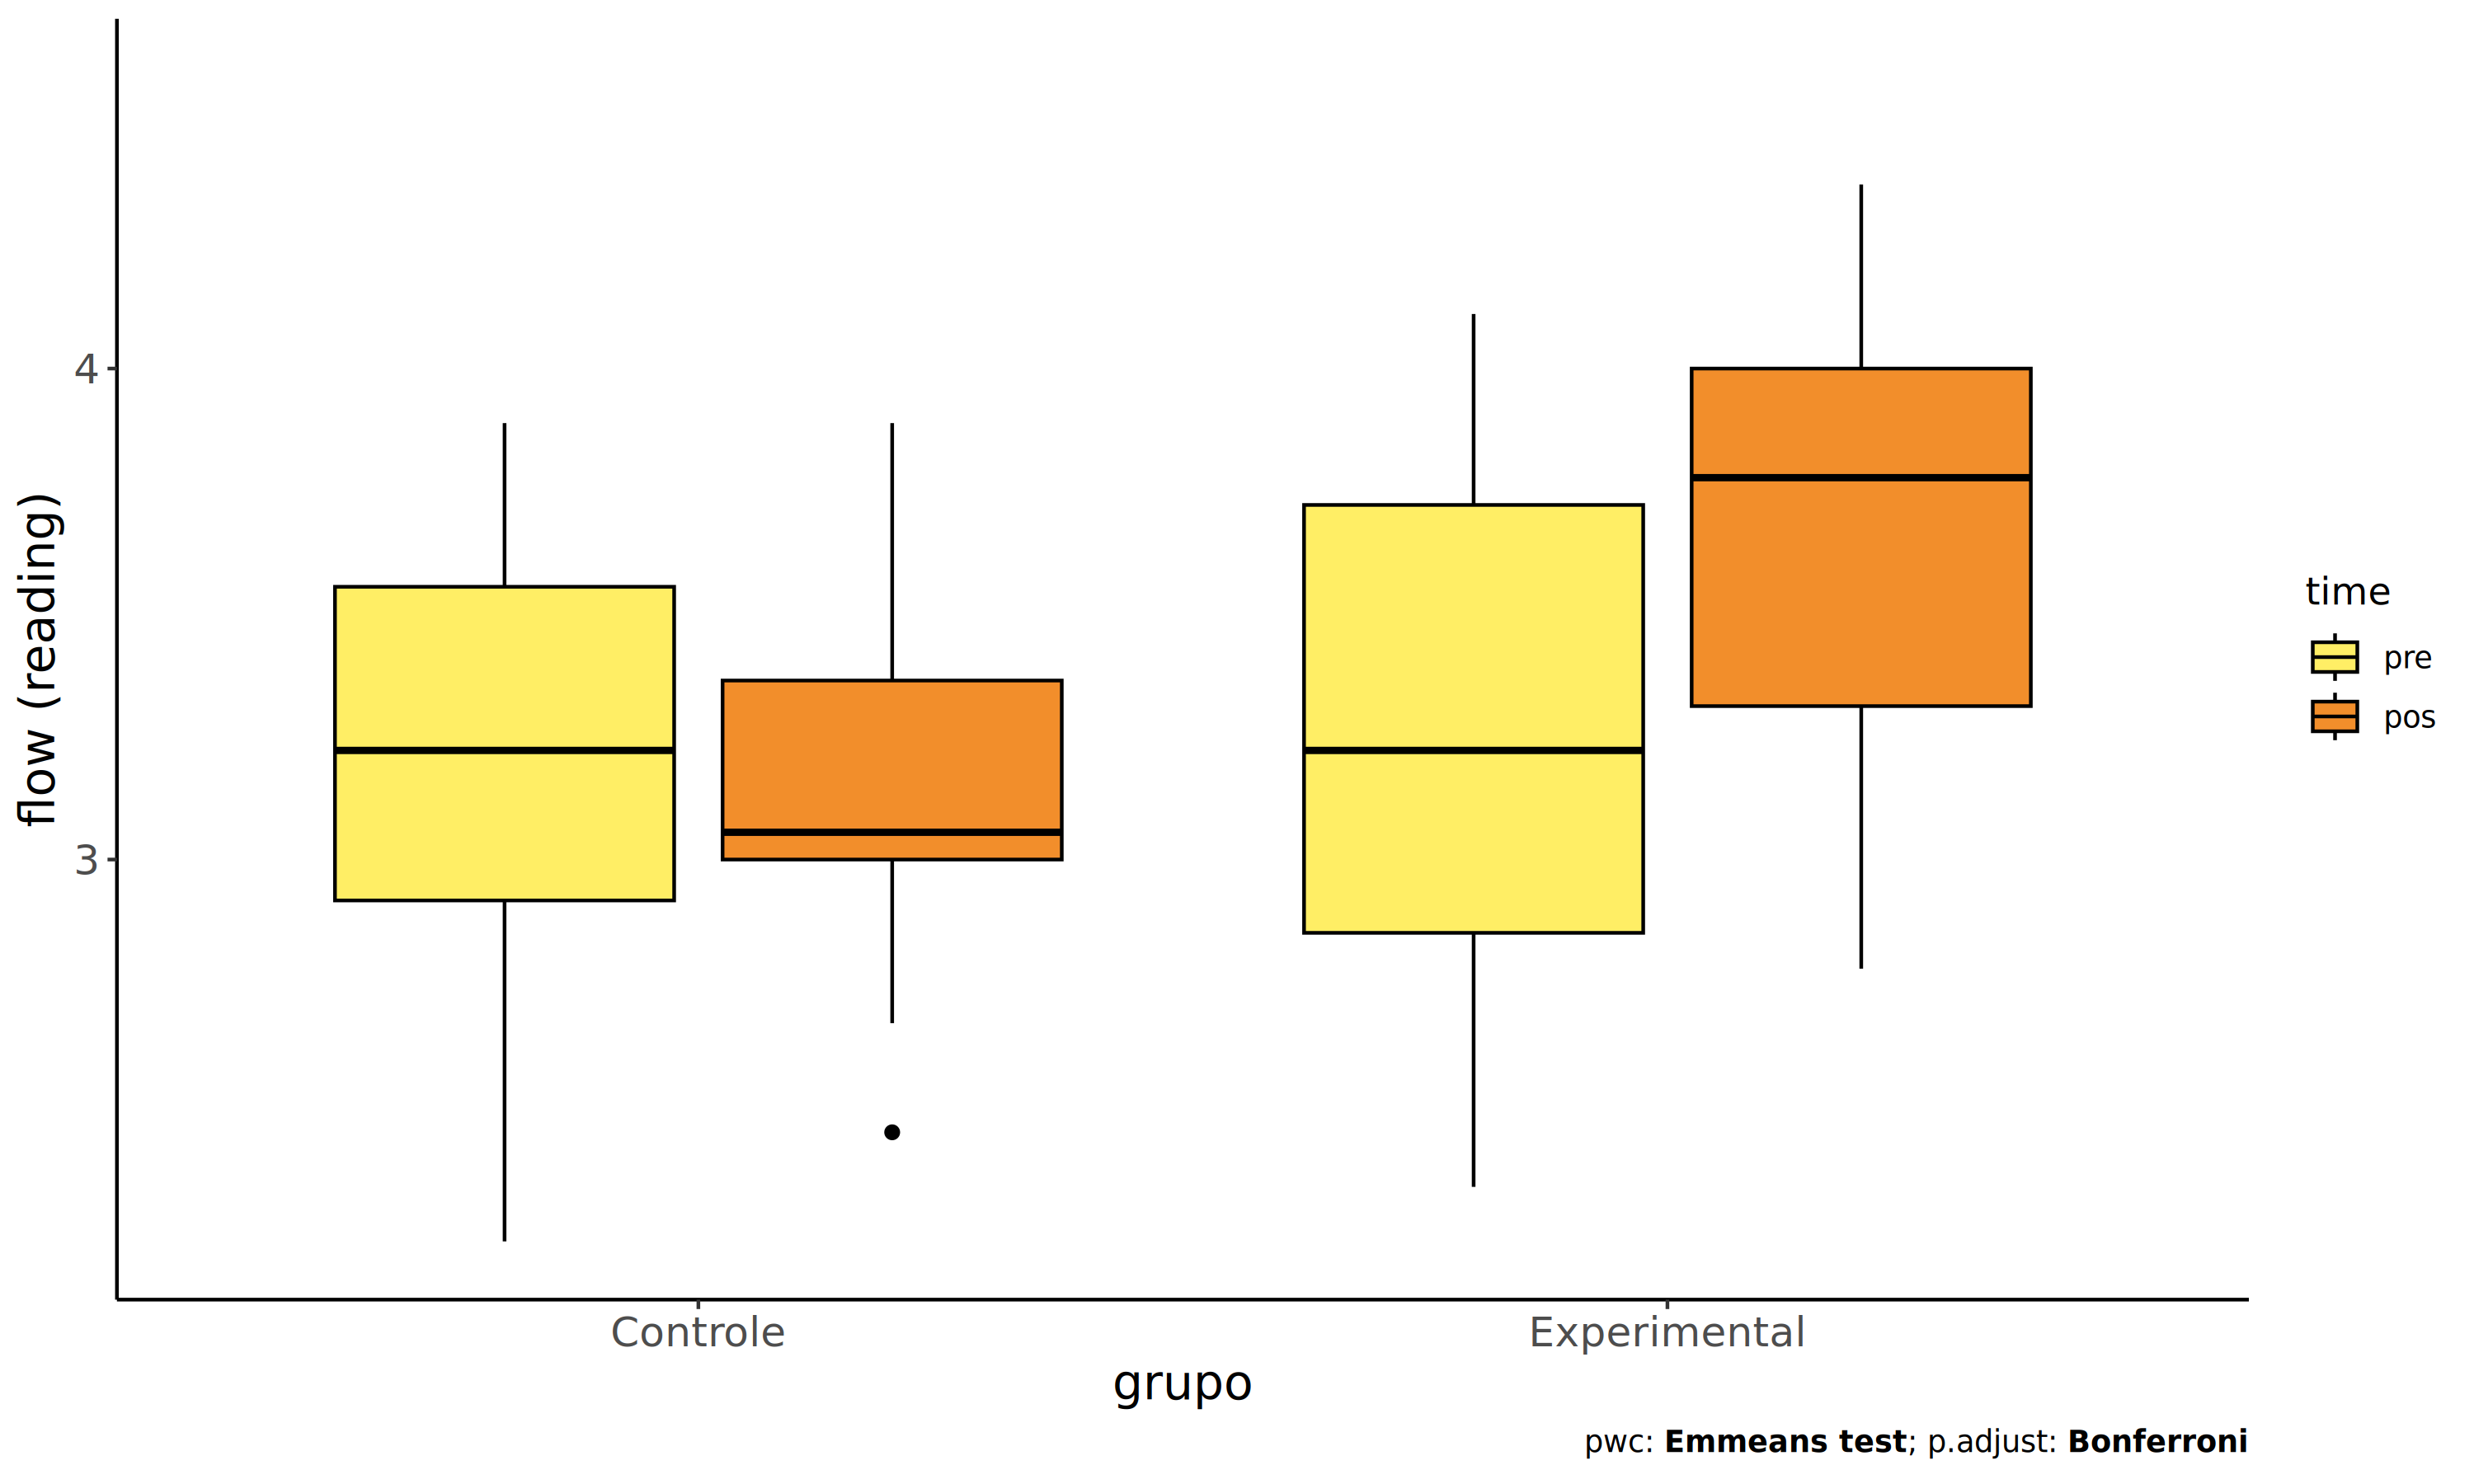 flow (reading)
4
3
Controle
Experimental
grupo
time
pre
pos
pwc: Emmeans test; p.adjust: Bonferroni